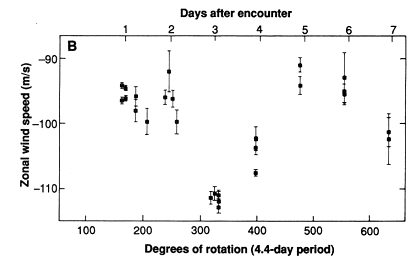 Days after encounter
1 2 3 4 5 6 7
B
Zonal wind speed (m/s)
−90
−100
−110
100 200 300 400 500 600
Degrees of rotation (4.4-day period)